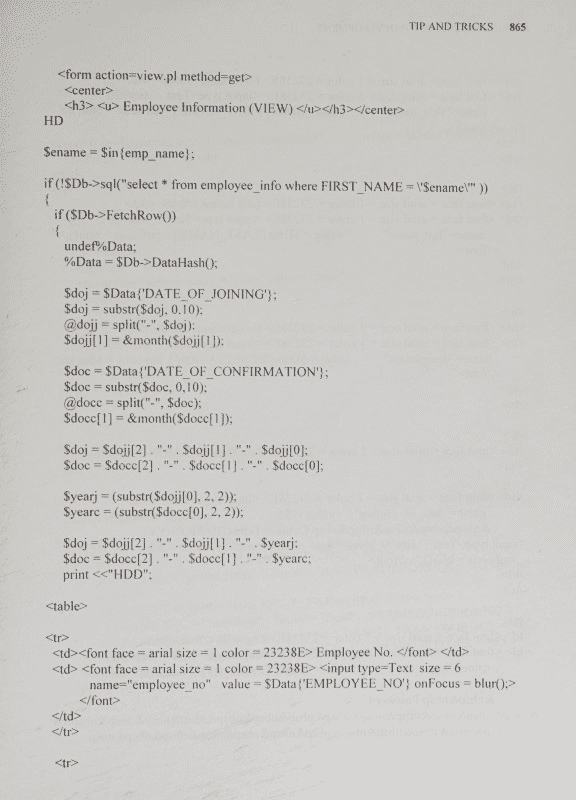 TIP AND TRICKS 865
<form action=view.pl method=get>
<center>
<h3> <u> Employee Information (VIEW) </u></h3></center>
HD
$ename = $in{emp_name};
if (!$Db->sql("select * from employee_info where FIRST_NAME = \'$ename\'" ))
{
if ($Db->FetchRow())
{
undef%Data;
%Data = $Db->DataHash();
$doj = $Data{'DATE_OF_JOINING'};
$doj = substr($doj, 0,10);
@dojj = split("-", $doj);
$dojj[1] = &month($dojj[1]);
$doc = $Data{'DATE_OF_CONFIRMATION'};
$doc = substr($doc, 0,10);
@docc = split("-", $doc);
$docc[1] = &month($docc[1]);
$doj = $dojj[2] . "-" . $dojj[1] . "-" . $dojj[0];
$doc = $docc[2] . "-" . $docc[1] . "-" . $docc[0];
$yearj = (substr($dojj[0], 2, 2));
$yearc = (substr($docc[0], 2, 2));
$doj = $dojj[2] . "-" . $dojj[1] . "-" . $yearj;
$doc = $docc[2] . "-" . $docc[1] . "-" . $yearc;
print <<"HDD";
<table>
<tr>
<td><font face = arial size = 1 color = 23238E> Employee No. </font> </td>
<td> <font face = arial size = 1 color = 23238E> <input type=Text size = 6
name="employee_no" value = $Data{'EMPLOYEE_NO'} onFocus = blur();>
</font>
</td>
</tr>
<tr>